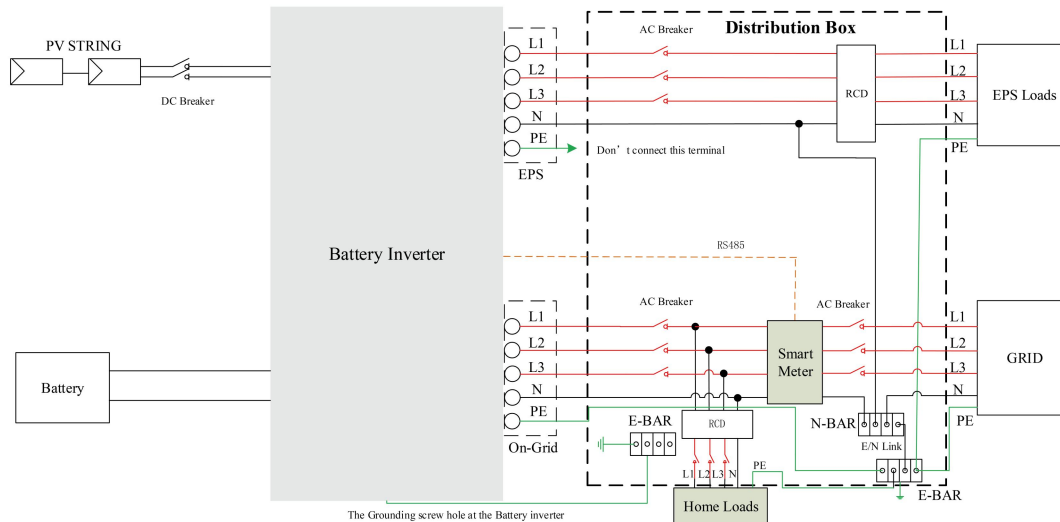 Distribution Box
PV STRING
DC Breaker
L1
L2
L3
N
PE
EPS
AC Breaker
Don't connect this terminal
RCD
L1
L2
L3
N
PE
EPS Loads
Battery Inverter
RS485
Battery
L1
L2
L3
N
PE
On-Grid
AC Breaker
AC Breaker
Smart
Meter
L1
L2
L3
N
PE
GRID
E-BAR
RCD
L1
L2
L3
N
PE
Home Loads
N-BAR
E/N Link
E-BAR
The Grounding screw hole at the Battery inverter